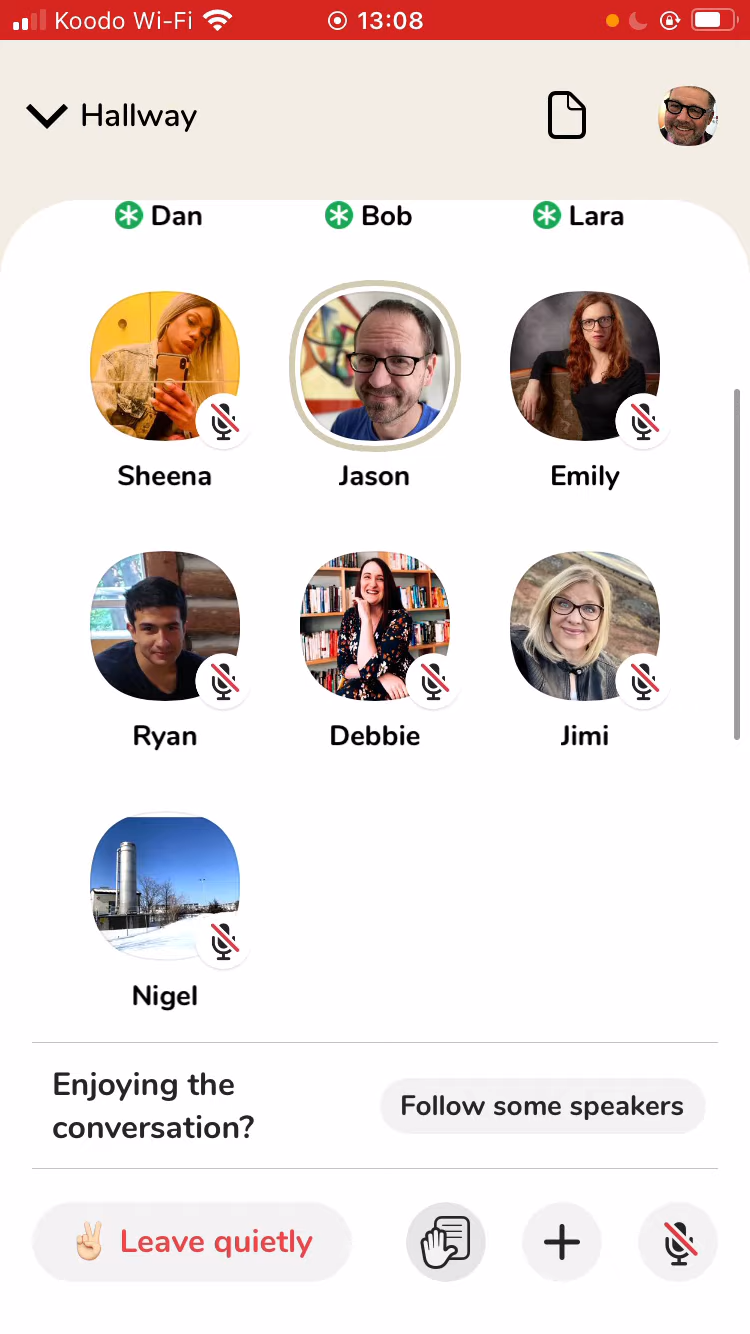 Koodo Wi-Fi 13:08
Hallway
Dan Bob Lara
Sheena Jason Emily
Ryan Debbie Jimi
Nigel
Enjoying the
conversation?
Follow some speakers
Leave quietly